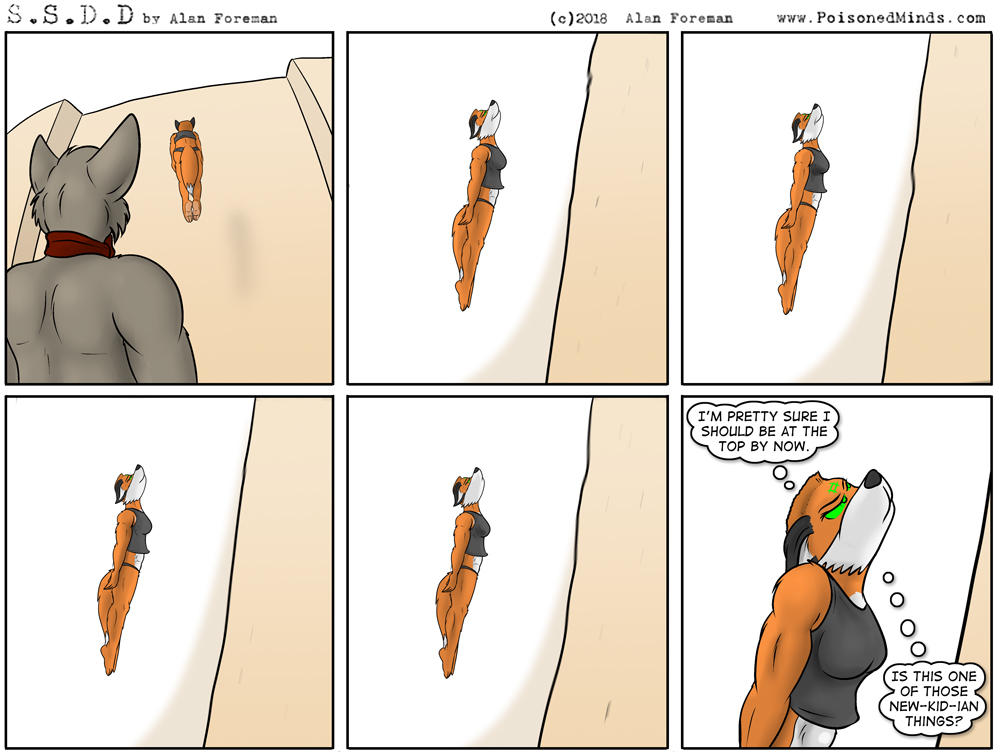 S.S.D.D by Alan Foreman (c)2018 Alan Foreman www.PoisonedMinds.com
I'M PRETTY SURE I
SHOULD BE AT THE
TOP BY NOW.
IS THIS ONE
OF THOSE
NEW-KID-IAN
THINGS?